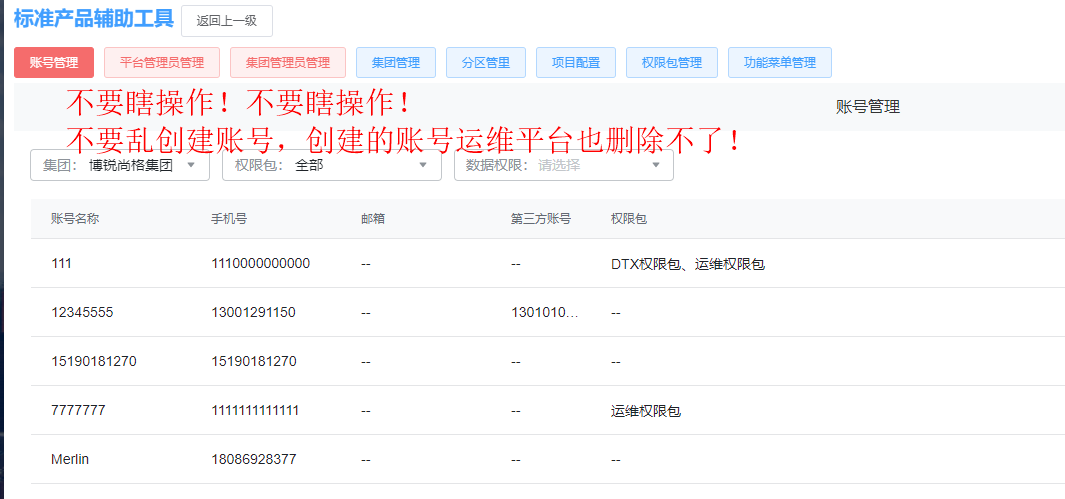 标准产品辅助工具 返回上一级
账号管理 平台管理员管理 集团管理员管理 集团管理 分区管里 项目配置 权限包管理 功能菜单管理
不要瞎操作！不要瞎操作！
账号管理
不要乱创建账号，创建的账号运维平台也删除不了！
集团： 博锐尚格集团 权限包： 全部 数据权限： 请选择
账号名称 手机号 邮箱 第三方账号 权限包
111 1110000000000 -- -- DTX权限包、运维权限包
12345555 13001291150 -- 1301010... --
15190181270 15190181270 -- -- --
7777777 1111111111111 -- -- 运维权限包
Merlin 18086928377 -- -- --